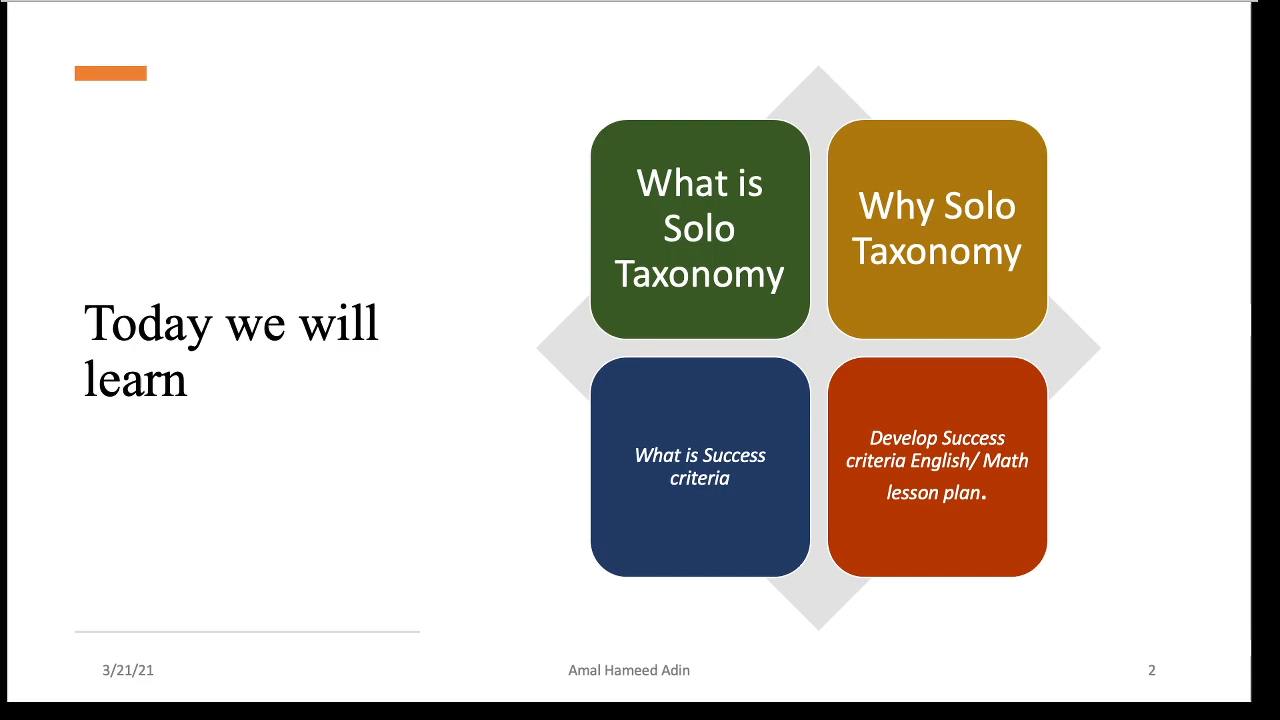 Today we will
learn
What is
Solo
Taxonomy
Why Solo
Taxonomy
What is Success
criteria
Develop Success
criteria English/ Math
lesson plan.
3/21/21
Amal Hameed Adin
2